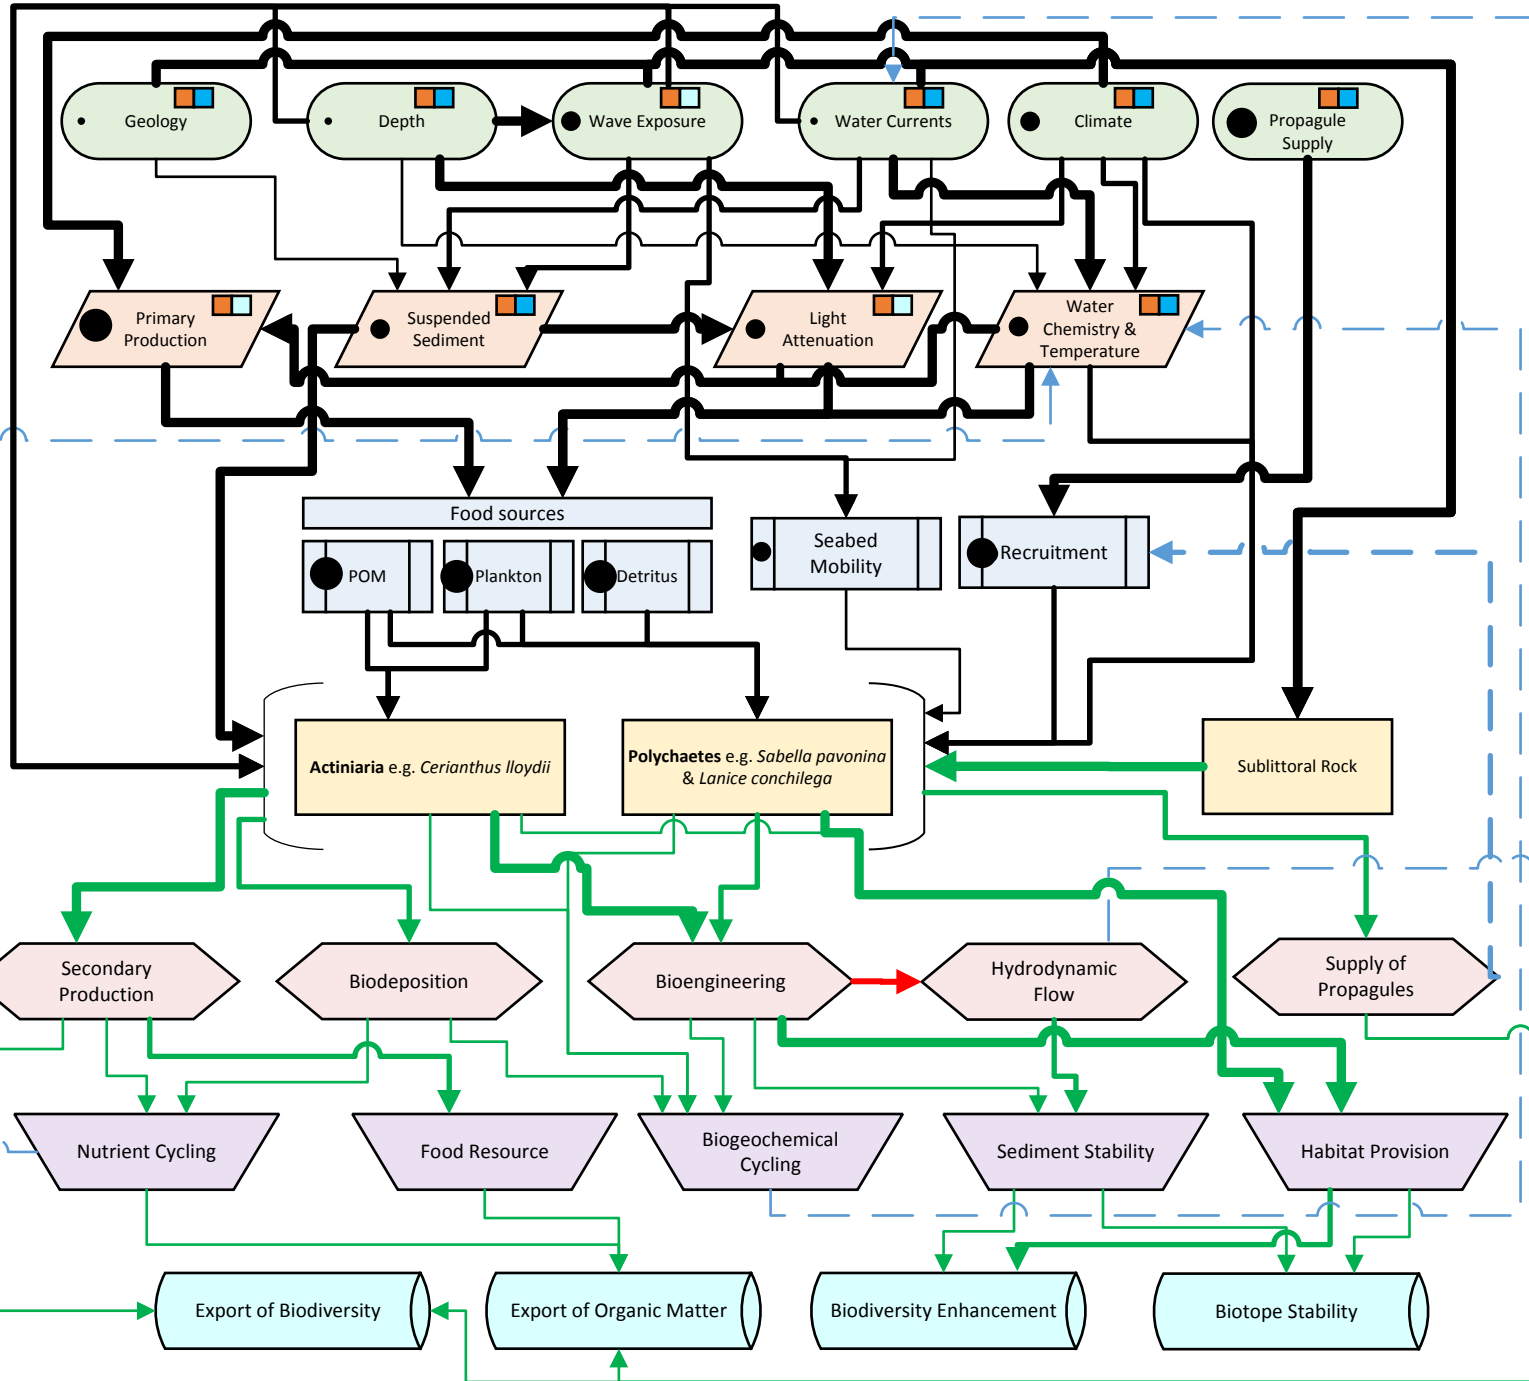 Geology
Depth
Wave Exposure
Water Currents
Climate
Propagule
Supply
Primary
Production
Suspended
Sediment
Light
Attenuation
Water
Chemistry &
Temperature
Food sources
POM
Plankton
Detritus
Seabed
Mobility
Recruitment
Actiniaria e.g. Cerianthus lloydii
Polychaetes e.g. Sabella pavonina
& Lanice conchilega
Sublittoral Rock
Secondary
Production
Biodeposition
Bioengineering
Hydrodynamic
Flow
Supply of
Propagules
Nutrient Cycling
Food Resource
Biogeochemical
Cycling
Sediment Stability
Habitat Provision
Export of Biodiversity
Export of Organic Matter
Biodiversity Enhancement
Biotope Stability